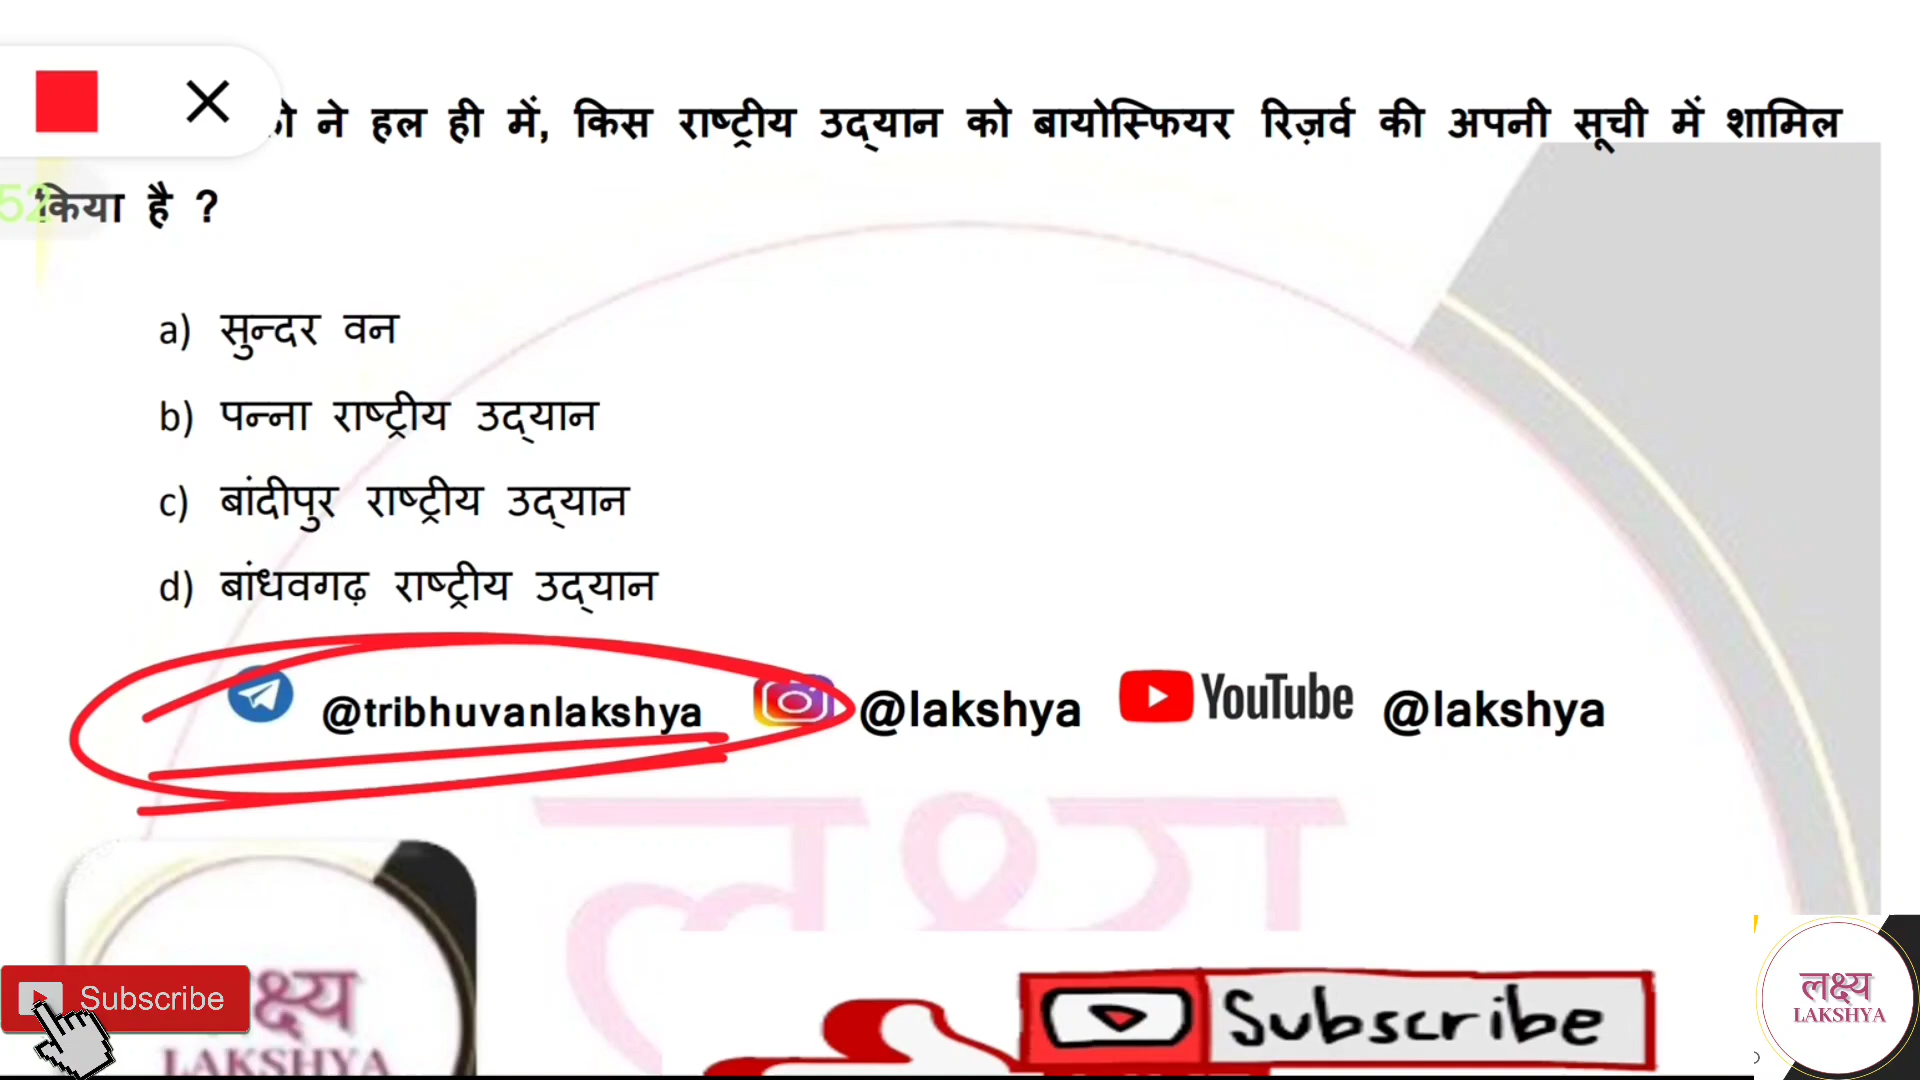 ने हल ही में, किस राष्ट्रीय उद्यान को बायोस्फियर रिज़र्व की अपनी सूची में शामिल
52
किया है ?
a) सुन्दर वन
b) पन्ना राष्ट्रीय उद्यान
c) बांदीपुर राष्ट्रीय उद्यान
d) बांधवगढ़ राष्ट्रीय उद्यान
@tribhuvanlakshya @lakshya YouTube @lakshya
लक्ष्य
क्ष्य
LAKSHYA
Subscribe
Subscribe
लक्ष्य
LAKSHYA